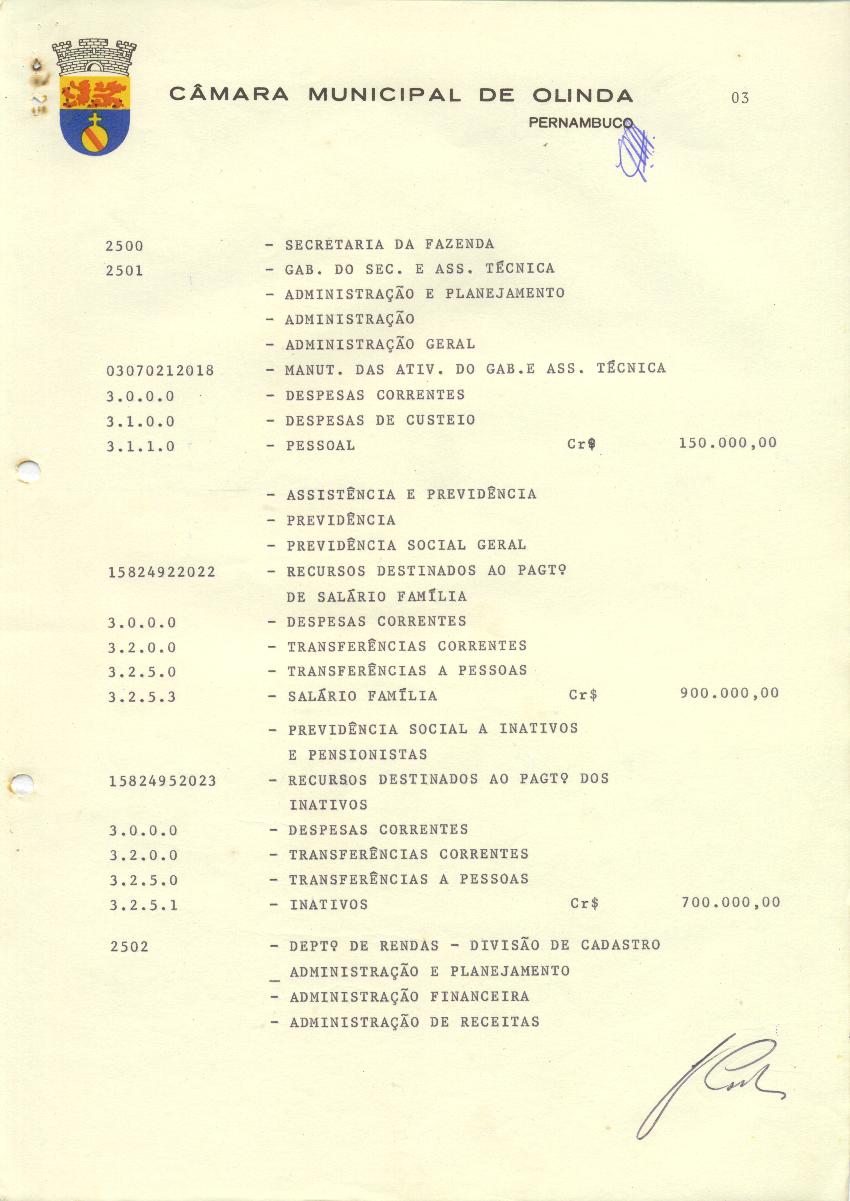 CÂMARA MUNICIPAL DE OLINDA 03
PERNAMBUCO
2500 - SECRETARIA DA FAZENDA
2501 - GAB. DO SEC. E ASS. TÉCNICA
- ADMINISTRAÇÃO E PLANEJAMENTO
- ADMINISTRAÇÃO
- ADMINISTRAÇÃO GERAL
03070212018 - MANUT. DAS ATIV. DO GAB.E ASS. TÉCNICA
3.0.0.0 - DESPESAS CORRENTES
3.1.0.0 - DESPESAS DE CUSTEIO
3.1.1.0 - PESSOAL Cr$ 150.000,00
- ASSISTÊNCIA E PREVIDÊNCIA
- PREVIDÊNCIA
- PREVIDÊNCIA SOCIAL GERAL
15824922022 - RECURSOS DESTINADOS AO PAGTº
DE SALÁRIO FAMÍLIA
3.0.0.0 - DESPESAS CORRENTES
3.2.0.0 - TRANSFERÊNCIAS CORRENTES
3.2.5.0 - TRANSFERÊNCIAS A PESSOAS
3.2.5.3 - SALÁRIO FAMÍLIA Cr$ 900.000,00
- PREVIDÊNCIA SOCIAL A INATIVOS
E PENSIONISTAS
15824952023 - RECURSOS DESTINADOS AO PAGTº DOS
INATIVOS
3.0.0.0 - DESPESAS CORRENTES
3.2.0.0 - TRANSFERÊNCIAS CORRENTES
3.2.5.0 - TRANSFERÊNCIAS A PESSOAS
3.2.5.1 - INATIVOS Cr$ 700.000,00
2502 - DEPTº DE RENDAS - DIVISÃO DE CADASTRO
_ ADMINISTRAÇÃO E PLANEJAMENTO
- ADMINISTRAÇÃO FINANCEIRA
- ADMINISTRAÇÃO DE RECEITAS